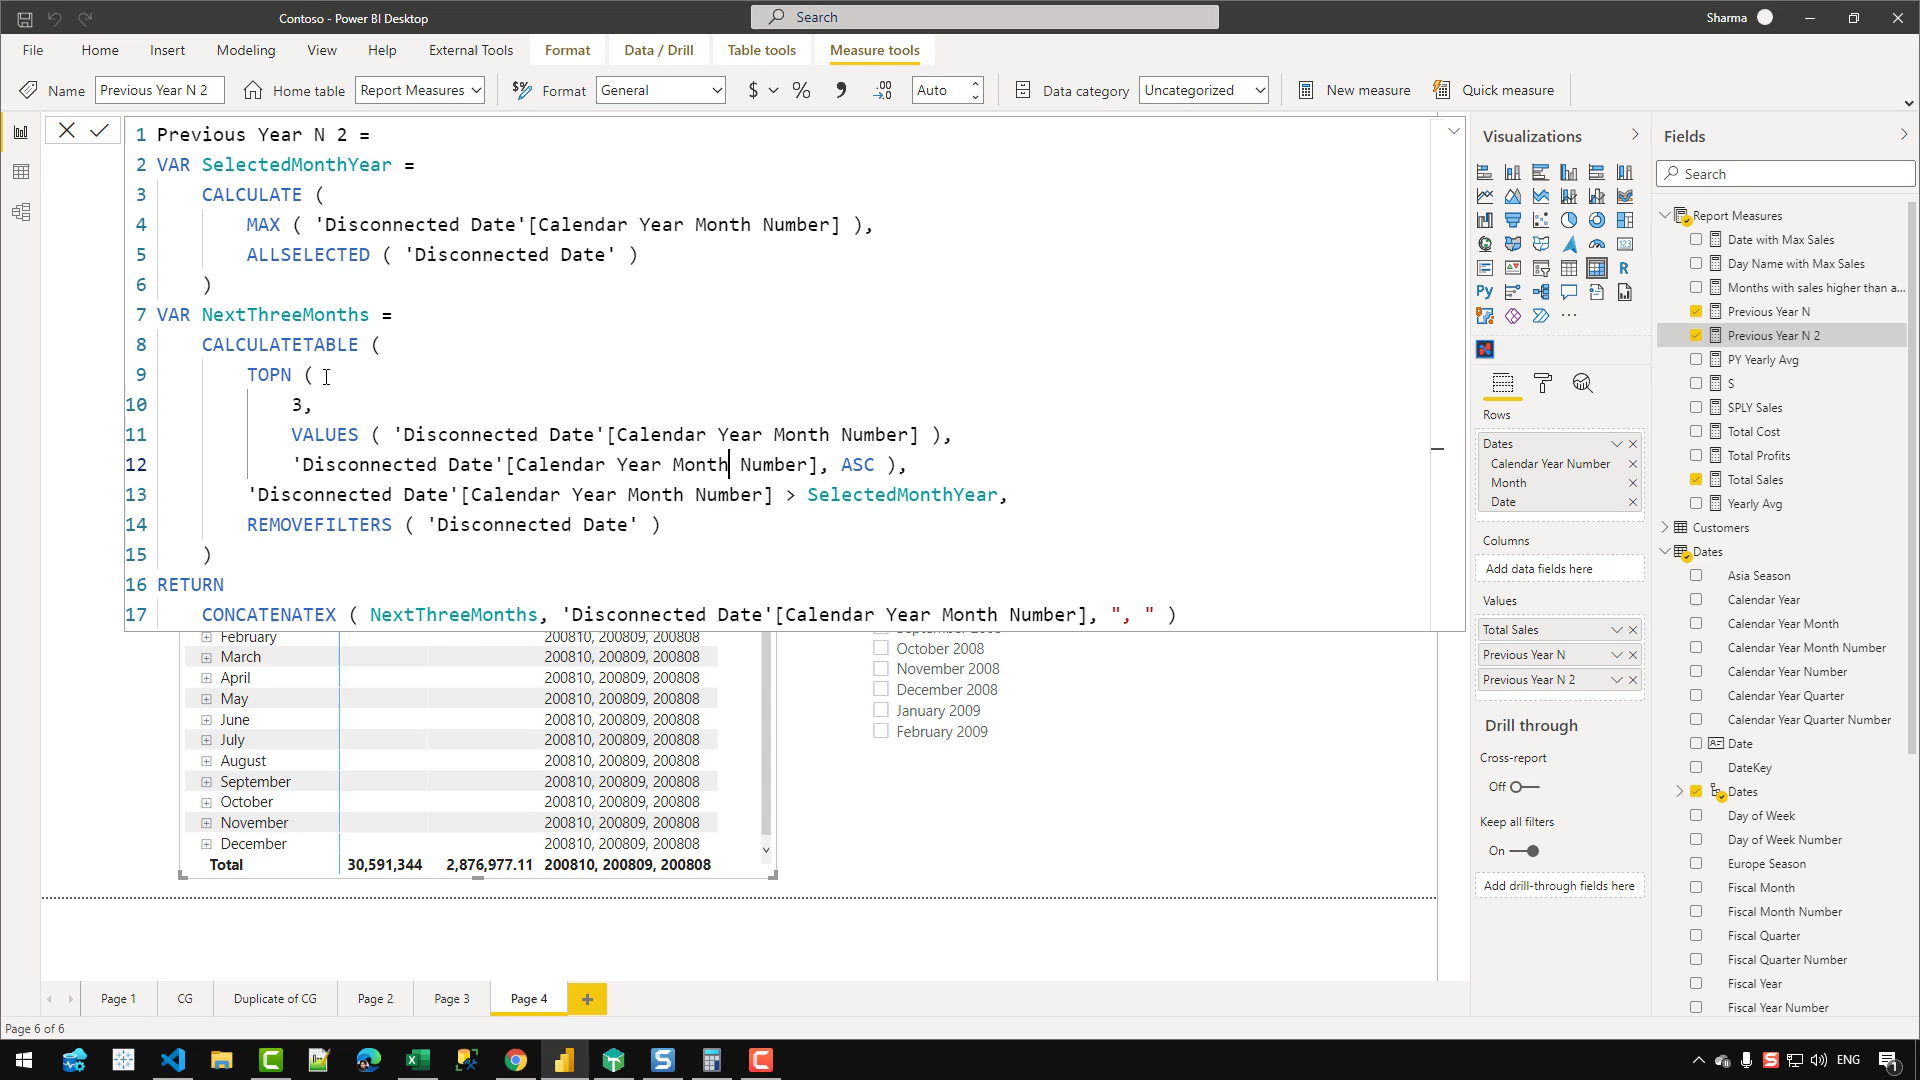 Contoso - Power BI Desktop
Search
Sharma
File Home Insert Modeling View Help External Tools Format Data / Drill Table tools Measure tools
Name Previous Year N 2 Home table Report Measures Format General $ % , .00 Auto Data category Uncategorized New measure Quick measure
1 Previous Year N 2 =
2 VAR SelectedMonthYear =
3 CALCULATE (
4 MAX ( 'Disconnected Date'[Calendar Year Month Number] ),
5 ALLSELECTED ( 'Disconnected Date' )
6 )
7 VAR NextThreeMonths =
8 CALCULATETABLE (
9 TOPN (
10 3,
11 VALUES ( 'Disconnected Date'[Calendar Year Month Number] ),
12 'Disconnected Date'[Calendar Year Month Number], ASC ),
13 'Disconnected Date'[Calendar Year Month Number] > SelectedMonthYear,
14 REMOVEFILTERS ( 'Disconnected Date' )
15 )
16 RETURN
17 CONCATENATEX ( NextThreeMonths, 'Disconnected Date'[Calendar Year Month Number], ", " )
February 200810, 200809, 200808
March 200810, 200809, 200808
April 200810, 200809, 200808
May 200810, 200809, 200808
June 200810, 200809, 200808
July 200810, 200809, 200808
August 200810, 200809, 200808
September 200810, 200809, 200808
October 200810, 200809, 200808
November 200810, 200809, 200808
December 200810, 200809, 200808
Total 30,591,344 2,876,977.11 200810, 200809, 200808
October 2008
November 2008
December 2008
January 2009
February 2009
Visualizations
R
Py
Rows
Dates
Calendar Year Number
Month
Date
Columns
Add data fields here
Values
Total Sales
Previous Year N
Previous Year N 2
Drill through
Cross-report
Off
Keep all filters
On
Add drill-through fields here
Fields
Search
Report Measures
Date with Max Sales
Day Name with Max Sales
Months with sales higher than a...
Previous Year N
Previous Year N 2
PY Yearly Avg
S
SPLY Sales
Total Cost
Total Profits
Total Sales
Yearly Avg
Customers
Dates
Asia Season
Calendar Year
Calendar Year Month
Calendar Year Month Number
Calendar Year Number
Calendar Year Quarter
Calendar Year Quarter Number
Date
DateKey
Dates
Day of Week
Day of Week Number
Europe Season
Fiscal Month
Fiscal Month Number
Fiscal Quarter
Fiscal Quarter Number
Fiscal Year
Fiscal Year Number
Page 1 CG Duplicate of CG Page 2 Page 3 Page 4 +
Page 6 of 6
ENG
1